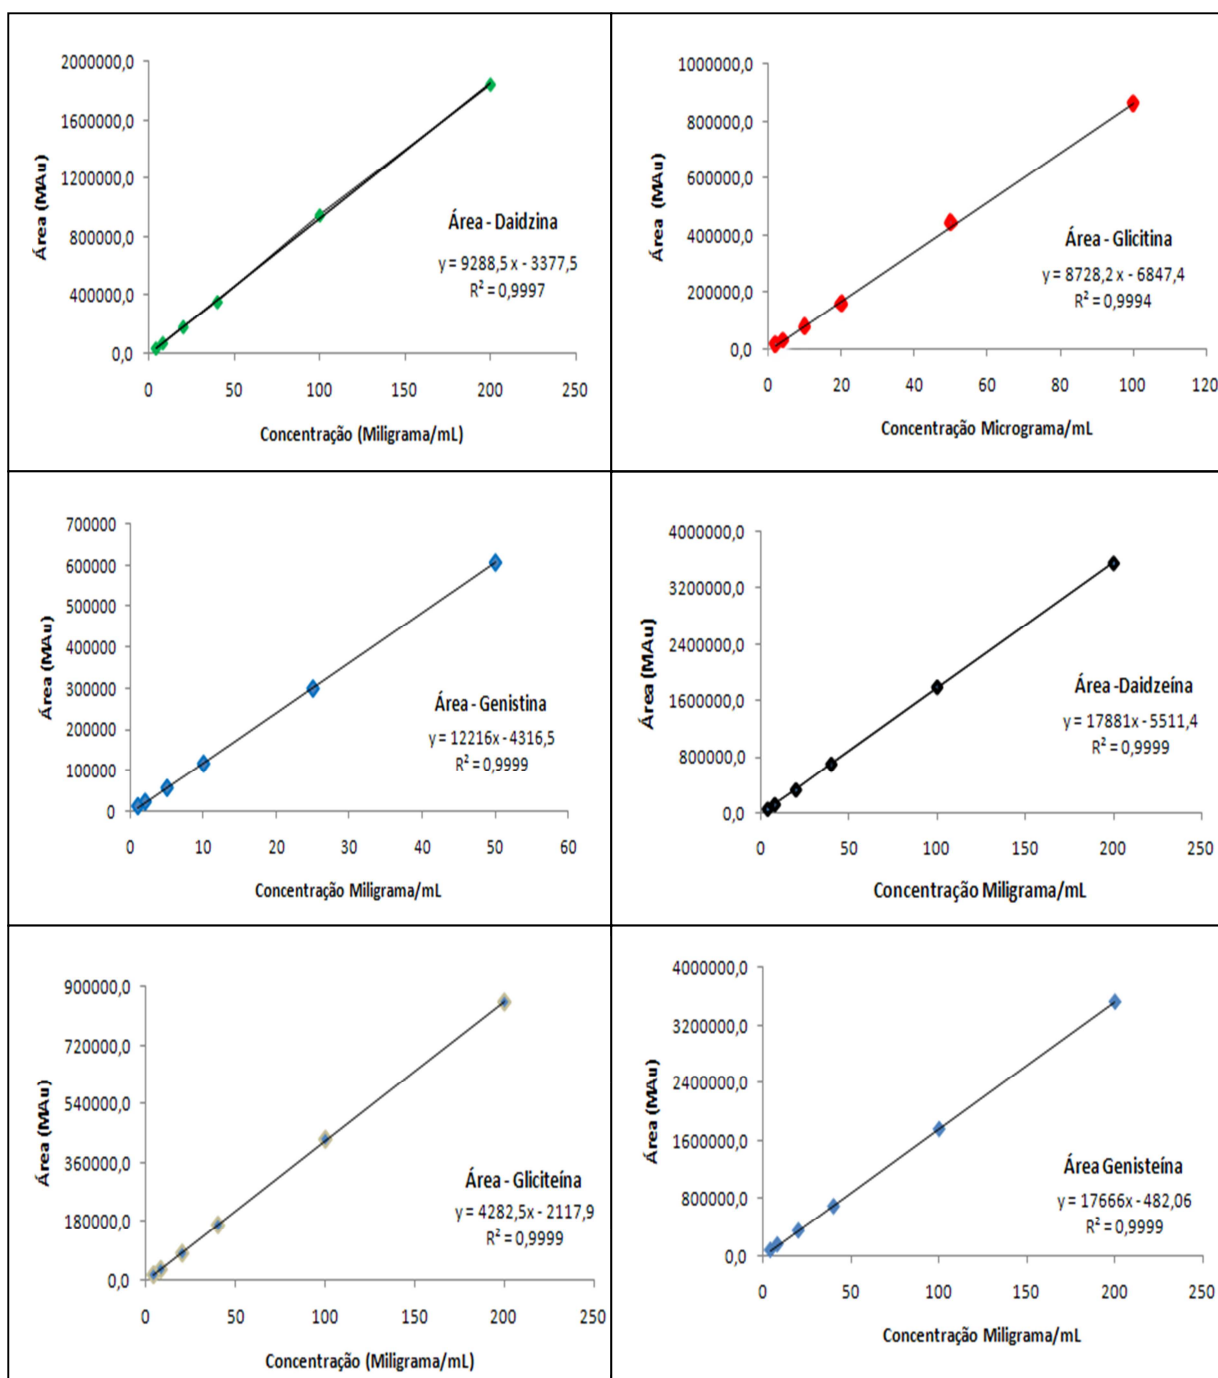 2000000,0
1600000,0
1200000,0
800000,0
400000,0
0,0
Área (MAu)
Área - Daidzina
y = 9288,5x - 3377,5
R² = 0,9997
0 50 100 150 200 250
Concentração (Miligrama/mL)
1000000,0
800000,0
600000,0
400000,0
200000,0
0,0
Área (MAu)
Área - Glicitina
y = 8728,2x - 6847,4
R² = 0,9994
0 20 40 60 80 100 120
Concentração Micrograma/mL
700000
600000
500000
400000
300000
200000
100000
0
Área (MAu)
Área - Genistina
y = 12216x - 4316,5
R² = 0,9999
0 10 20 30 40 50 60
Concentração Miligrama/mL
4000000,0
3200000,0
2400000,0
1600000,0
800000,0
0,0
Área (MAu)
Área -Daidzeína
y = 17881x - 5511,4
R² = 0,9999
0 50 100 150 200 250
Concentração Miligrama/mL
900000,0
720000,0
540000,0
360000,0
180000,0
0,0
Área (MAu)
Área - Gliciteína
y = 4282,5x - 2117,9
R² = 0,9999
0 50 100 150 200 250
Concentração (Miligrama/mL)
4000000,0
3200000,0
2400000,0
1600000,0
800000,0
0,0
Área (MAu)
Área Genisteína
y = 17666x - 482,06
R² = 0,9999
0 50 100 150 200 250
Concentração Miligrama/mL